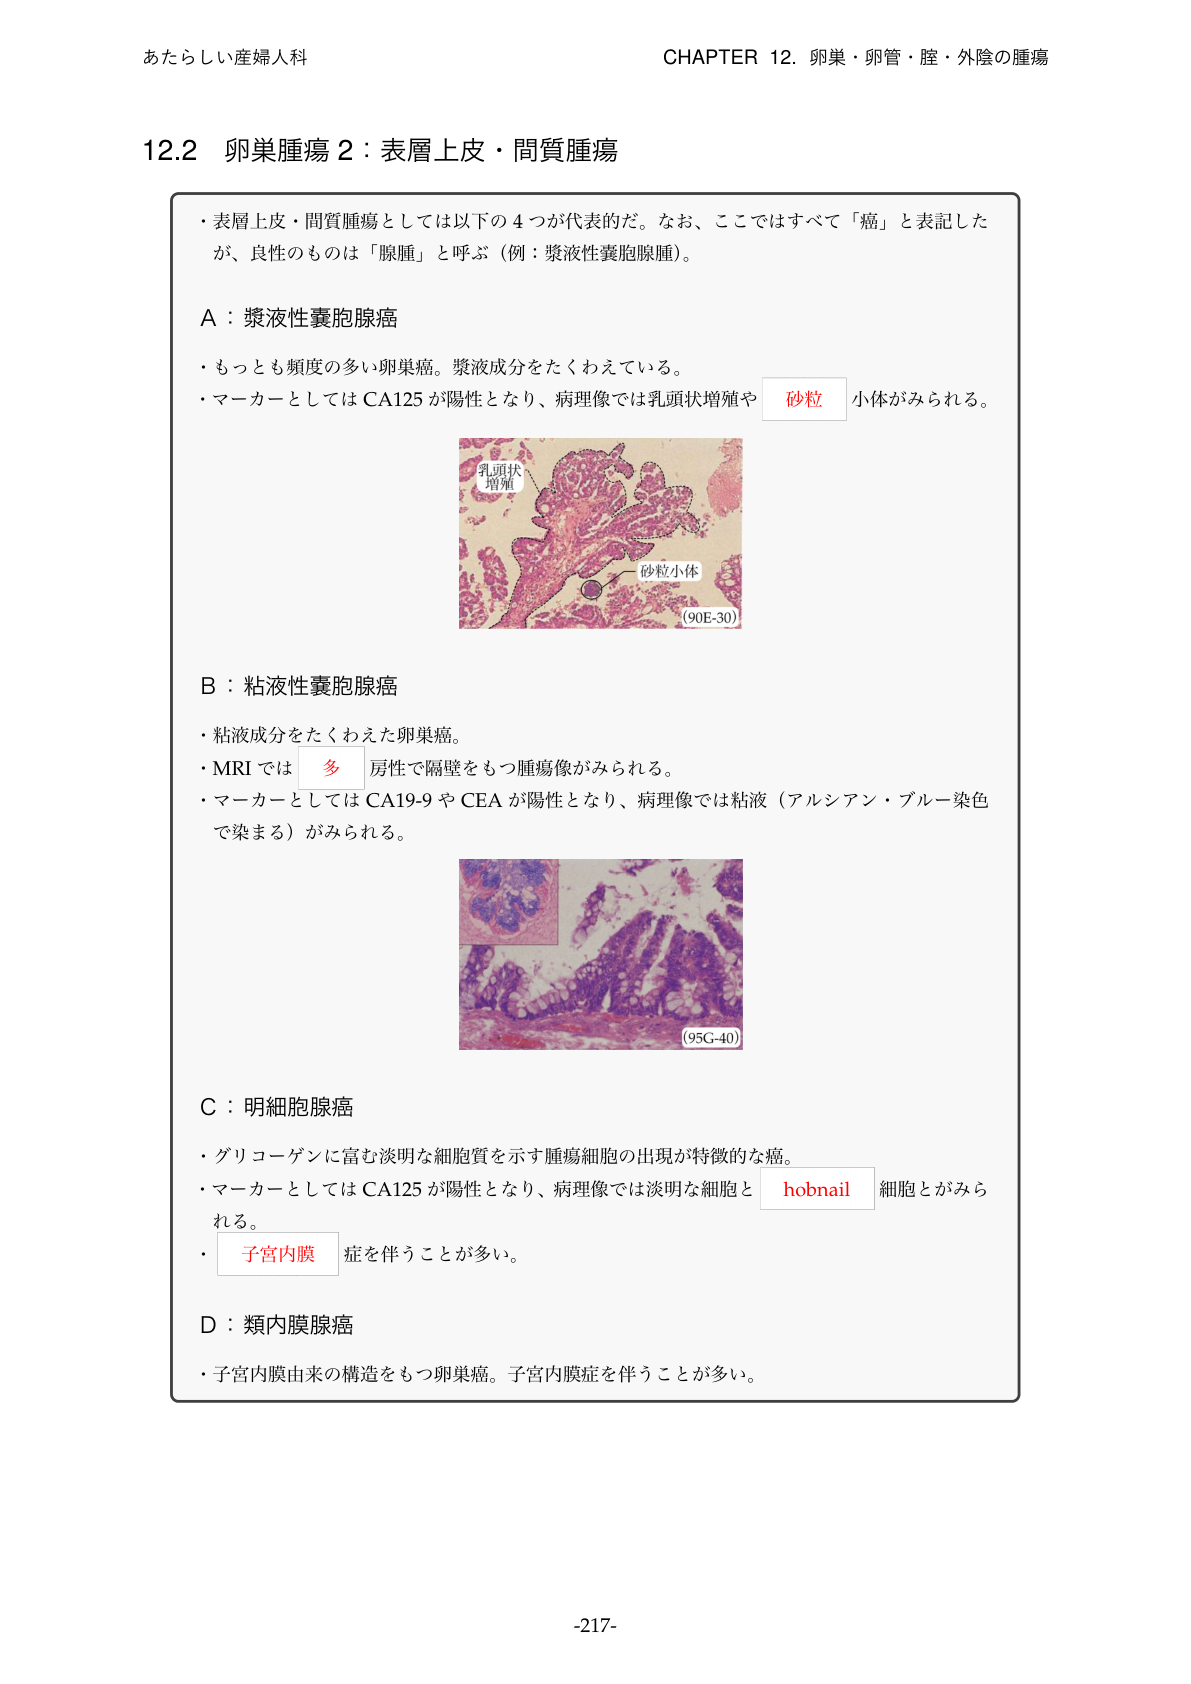 あたらしい産婦人科
CHAPTER 12. 卵巣・卵管・腟・外陰の腫瘍
12.2 卵巣腫瘍 2：表層上皮・間質腫瘍
・表層上皮・間質腫瘍としては以下の 4 つが代表的だ。なお、ここではすべて「癌」と表記した
が、良性のものは「腺腫」と呼ぶ（例：漿液性囊胞腺腫）。
A：漿液性囊胞腺癌
・もっとも頻度の多い卵巣癌。漿液成分をたくわえている。
・マーカーとしては CA125 が陽性となり、病理像では乳頭状増殖や 砂粒 小体がみられる。
乳頭状
増殖
砂粒小体
(90E-30)
B：粘液性囊胞腺癌
・粘液成分をたくわえた卵巣癌。
・MRI では 多 房性で隔壁をもつ腫瘍像がみられる。
・マーカーとしては CA19-9 や CEA が陽性となり、病理像では粘液（アルシアン・ブルー染色
で染まる）がみられる。
(95G-40)
C：明細胞腺癌
・グリコーゲンに富む淡明な細胞質を示す腫瘍細胞の出現が特徴的な癌。
・マーカーとしては CA125 が陽性となり、病理像では淡明な細胞と hobnail 細胞とがみら
れる。
・ 子宮内膜 症を伴うことが多い。
D：類内膜腺癌
・子宮内膜由来の構造をもつ卵巣癌。子宮内膜症を伴うことが多い。
-217-